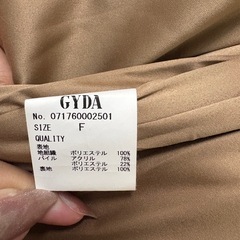 GYDA
No. 071760002501
SIZE F
QUALITY
表地
地組織 ポリエステル 100%
パイル アクリル 78%
ポリエステル 22%
裏地 ポリエステル 100%